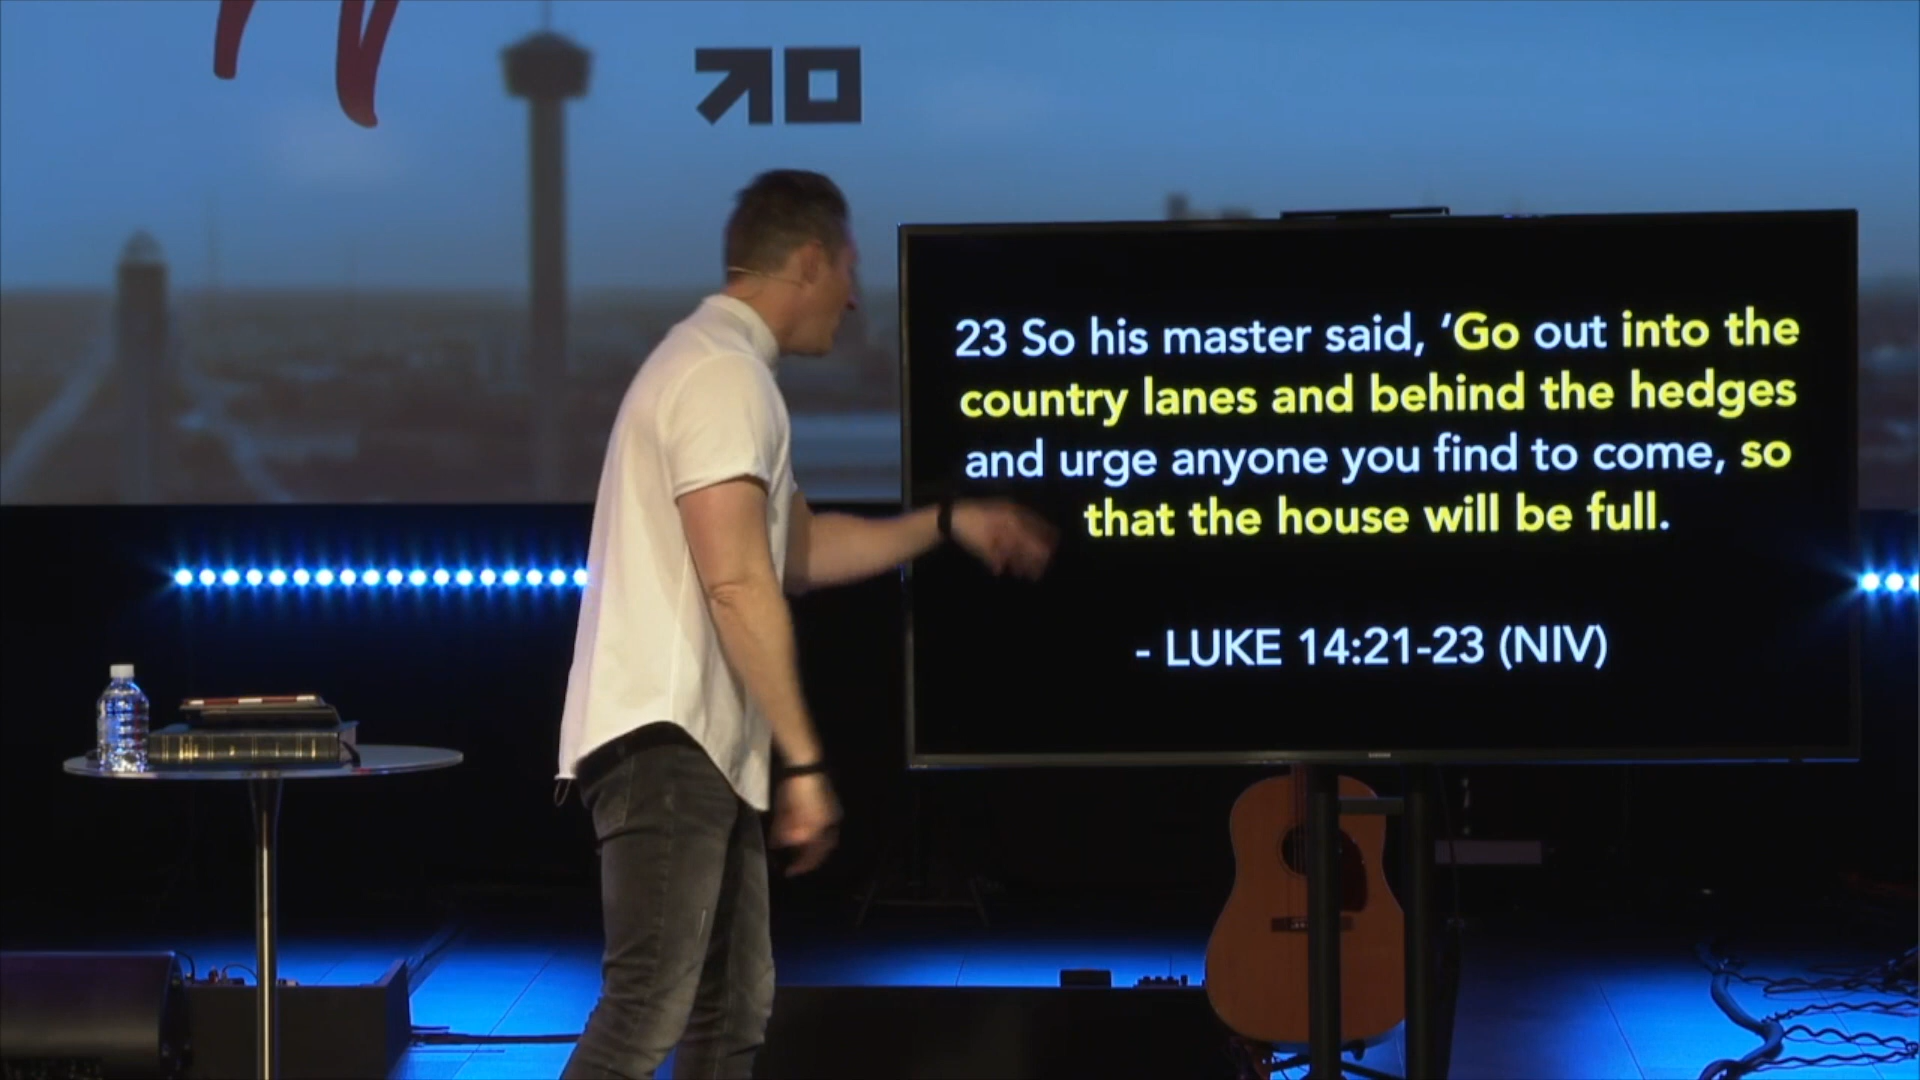 23 So his master said, ‘Go out into the
country lanes and behind the hedges
and urge anyone you find to come, so
that the house will be full.
- LUKE 14:21-23 (NIV)